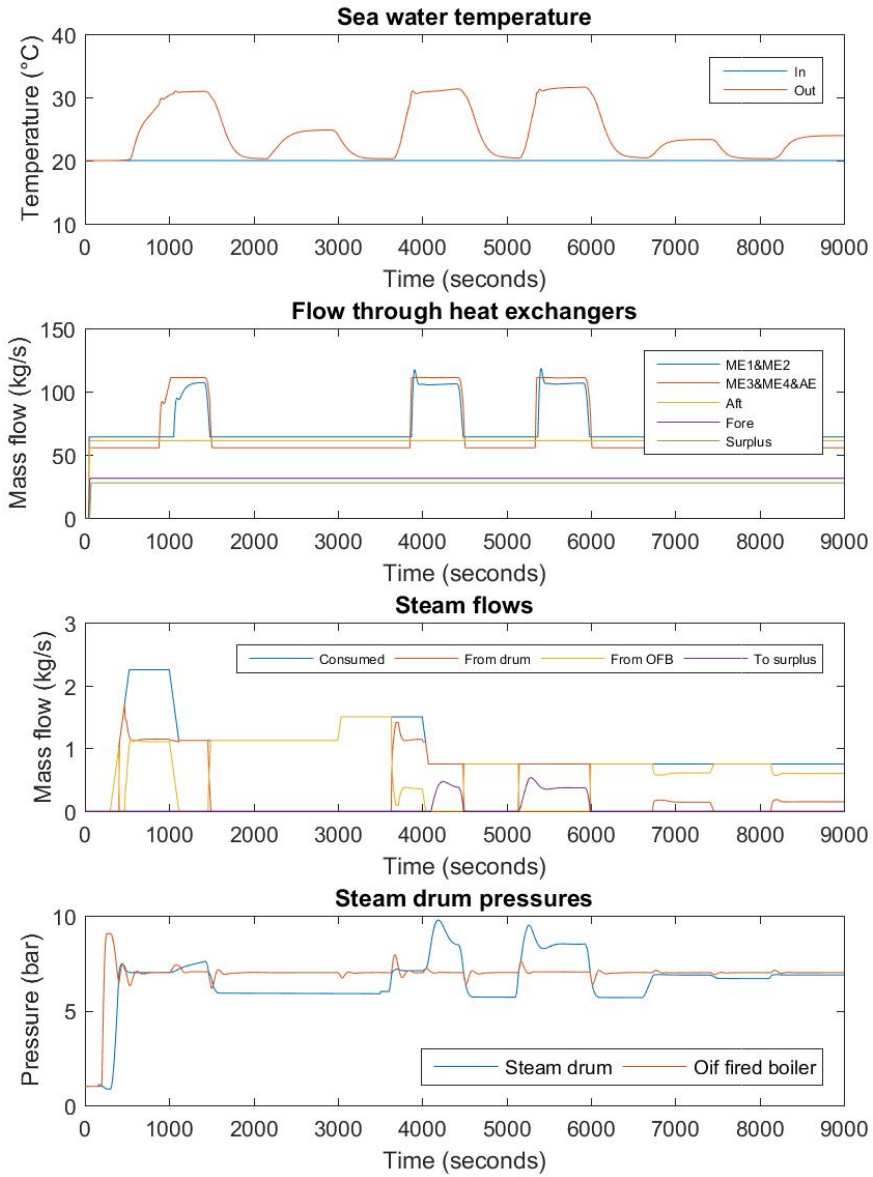 Sea water temperature
40
30
20
10
Temperature (°C)
In
Out
0 1000 2000 3000 4000 5000 6000 7000 8000 9000
Time (seconds)
Flow through heat exchangers
150
100
50
0
Mass flow (kg/s)
ME1&ME2
ME3&ME4&AE
Aft
Fore
Surplus
0 1000 2000 3000 4000 5000 6000 7000 8000 9000
Time (seconds)
Steam flows
3
2
1
0
Mass flow (kg/s)
Consumed From drum From OFB To surplus
0 1000 2000 3000 4000 5000 6000 7000 8000 9000
Time (seconds)
Steam drum pressures
10
5
0
Pressure (bar)
Steam drum Oif fired boiler
0 1000 2000 3000 4000 5000 6000 7000 8000 9000
Time (seconds)